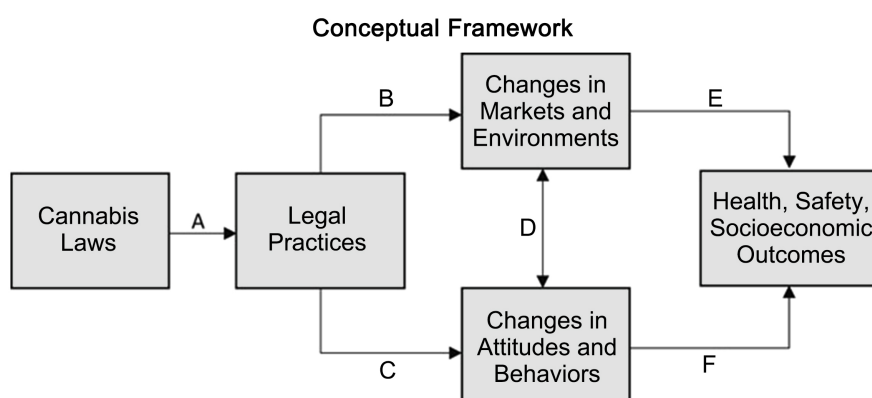 Conceptual Framework
Cannabis
Laws
A
Legal
Practices
B
Changes in
Markets and
Environments
E
D
Health, Safety,
Socioeconomic
Outcomes
C
Changes in
Attitudes and
Behaviors
F